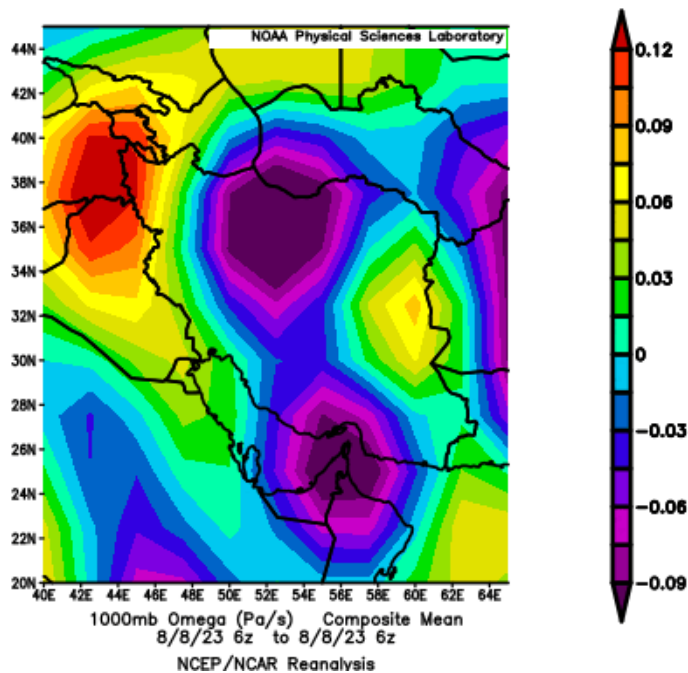 NOAA Physical Sciences Laboratory
44N
42N
40N
38N
36N
34N
32N
30N
28N
26N
24N
22N
20N
40E 42E 44E 46E 48E 50E 52E 54E 56E 58E 60E 62E 64E
0.12
0.09
0.06
0.03
0
-0.03
-0.06
-0.09
1000mb Omega (Pa/s) Composite Mean
8/8/23 6z to 8/8/23 6z
NCEP/NCAR Reanalysis